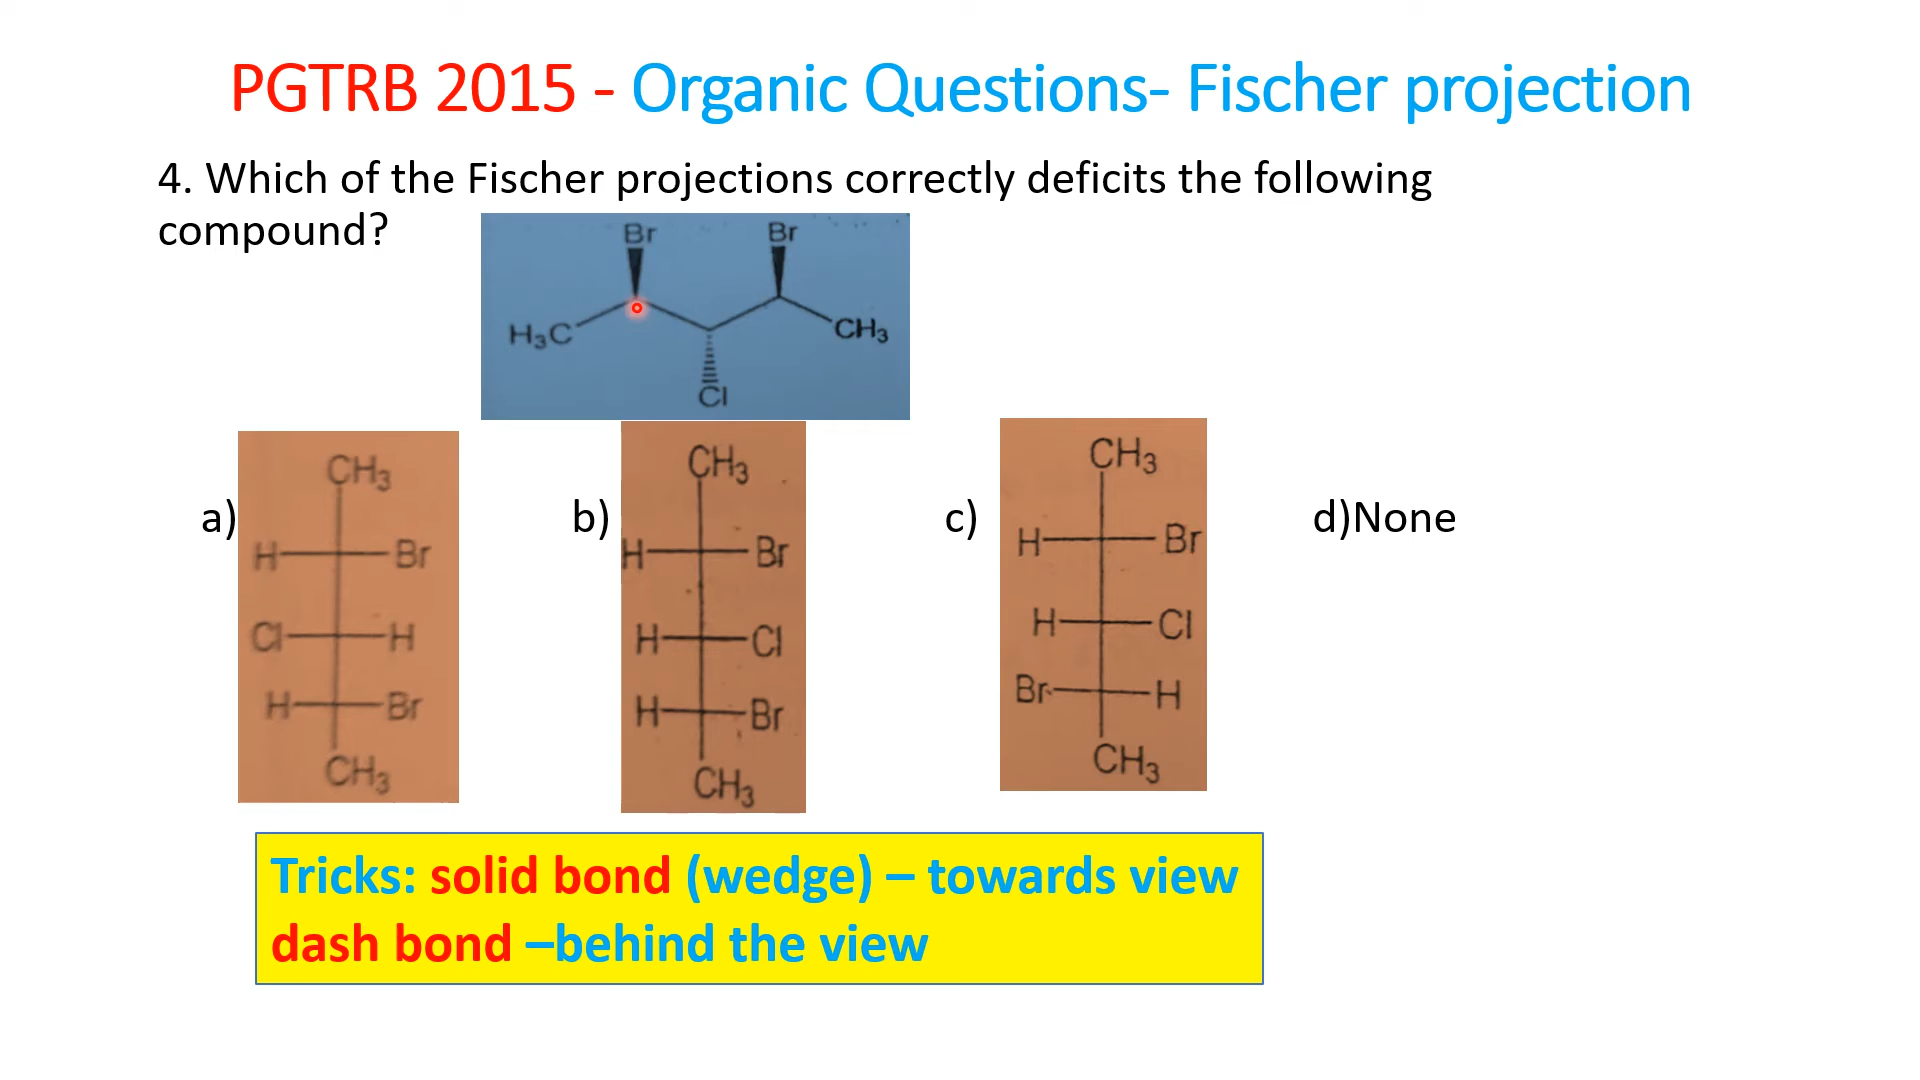 PGTRB 2015 - Organic Questions- Fischer projection
4. Which of the Fischer projections correctly deficits the following
compound?
Br Br
H₃C CH₃
Cl
a)
CH₃
H Br
Cl H
H Br
CH₃
b)
CH₃
H Br
H Cl
H Br
CH₃
c)
CH₃
H Br
H Cl
Br H
CH₃
d)None
Tricks: solid bond (wedge) – towards view
dash bond –behind the view